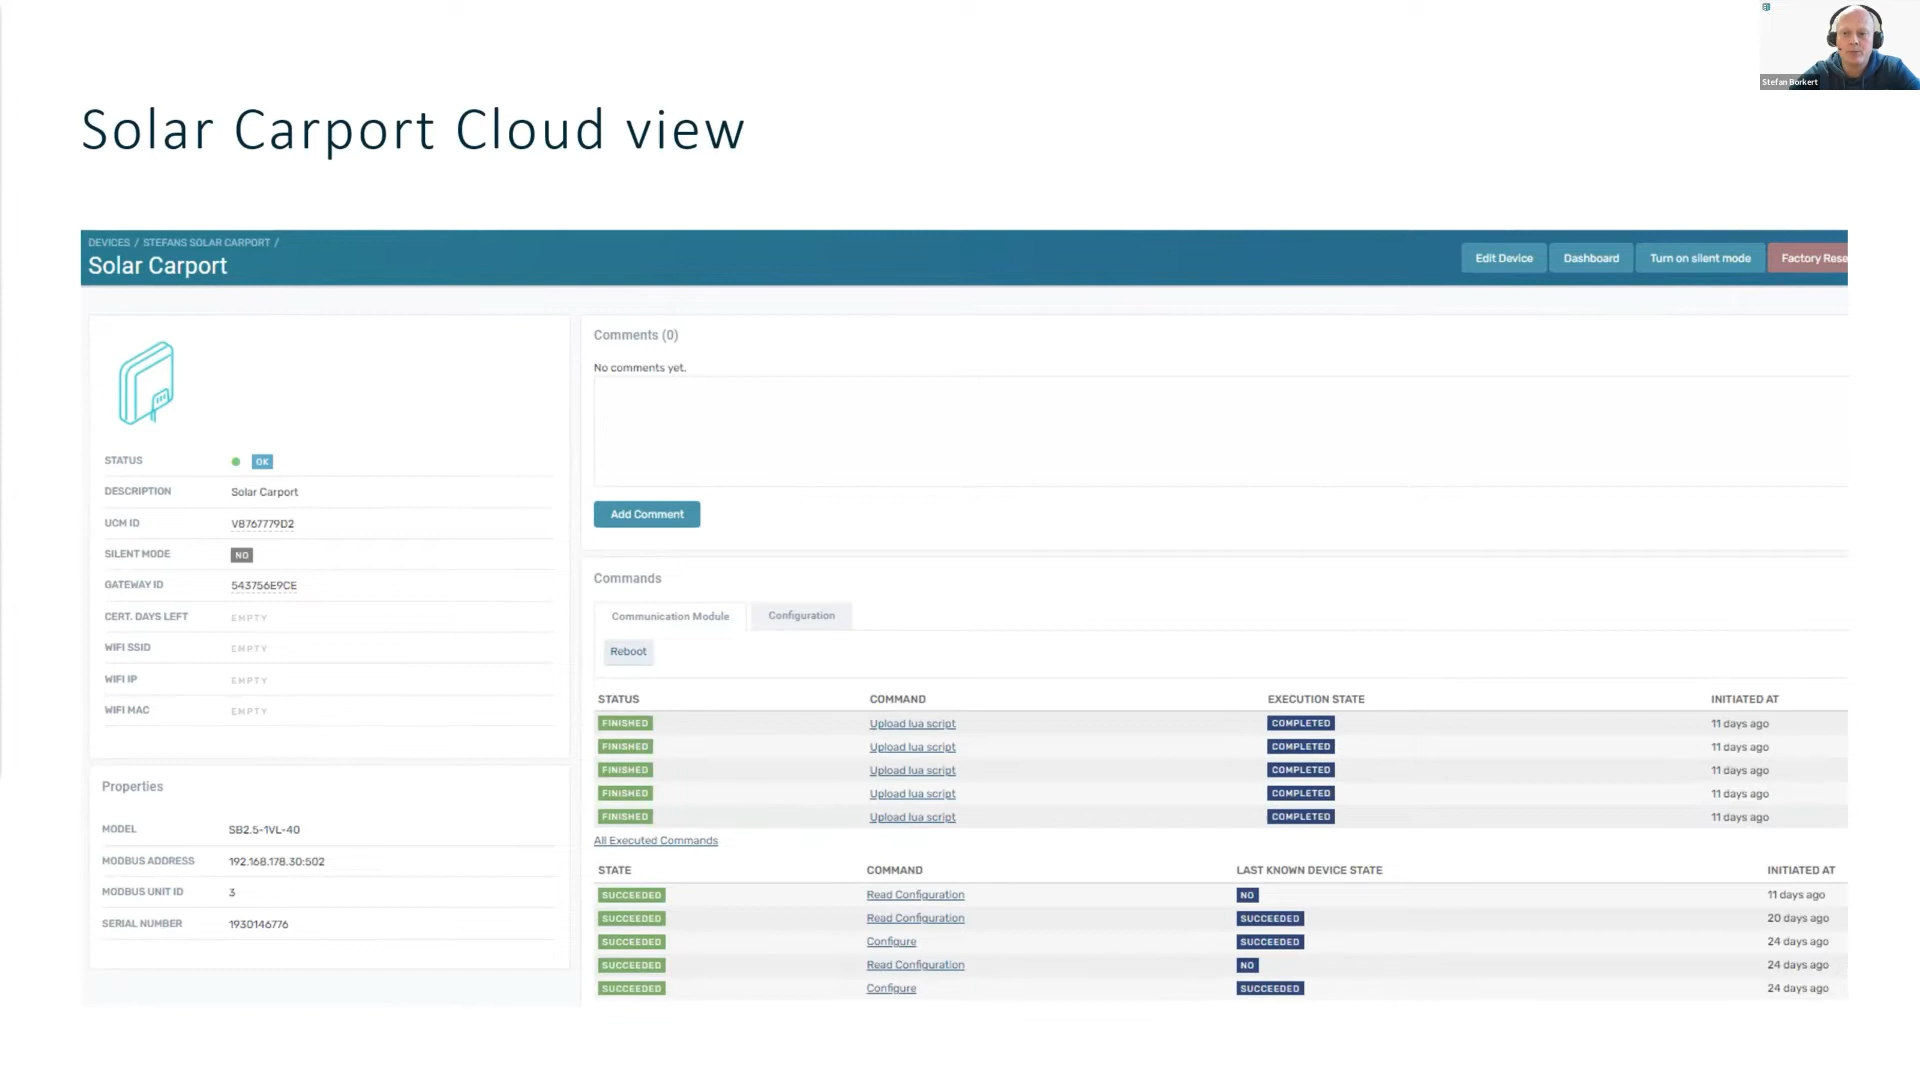 Stefan Borkert
Solar Carport Cloud view
DEVICES / STEFANS SOLAR CARPORT /
Solar Carport
Edit Device
Dashboard
Turn on silent mode
Factory Rese
STATUS OK
DESCRIPTION Solar Carport
UCM ID V8767779D2
SILENT MODE NO
GATEWAY ID 543756E9CE
CERT. DAYS LEFT EMPTY
WIFI SSID EMPTY
WIFI IP EMPTY
WIFI MAC EMPTY
Properties
MODEL SB2.5-1VL-40
MODBUS ADDRESS 192.168.178.30:502
MODBUS UNIT ID 3
SERIAL NUMBER 1930146776
Comments (0)
No comments yet.
Add Comment
Commands
Communication Module Configuration
Reboot
STATUS COMMAND EXECUTION STATE INITIATED AT
FINISHED Upload lua script COMPLETED 11 days ago
FINISHED Upload lua script COMPLETED 11 days ago
FINISHED Upload lua script COMPLETED 11 days ago
FINISHED Upload lua script COMPLETED 11 days ago
FINISHED Upload lua script COMPLETED 11 days ago
All Executed Commands
STATE COMMAND LAST KNOWN DEVICE STATE INITIATED AT
SUCCEEDED Read Configuration NO 11 days ago
SUCCEEDED Read Configuration SUCCEEDED 20 days ago
SUCCEEDED Configure SUCCEEDED 24 days ago
SUCCEEDED Read Configuration NO 24 days ago
SUCCEEDED Configure SUCCEEDED 24 days ago